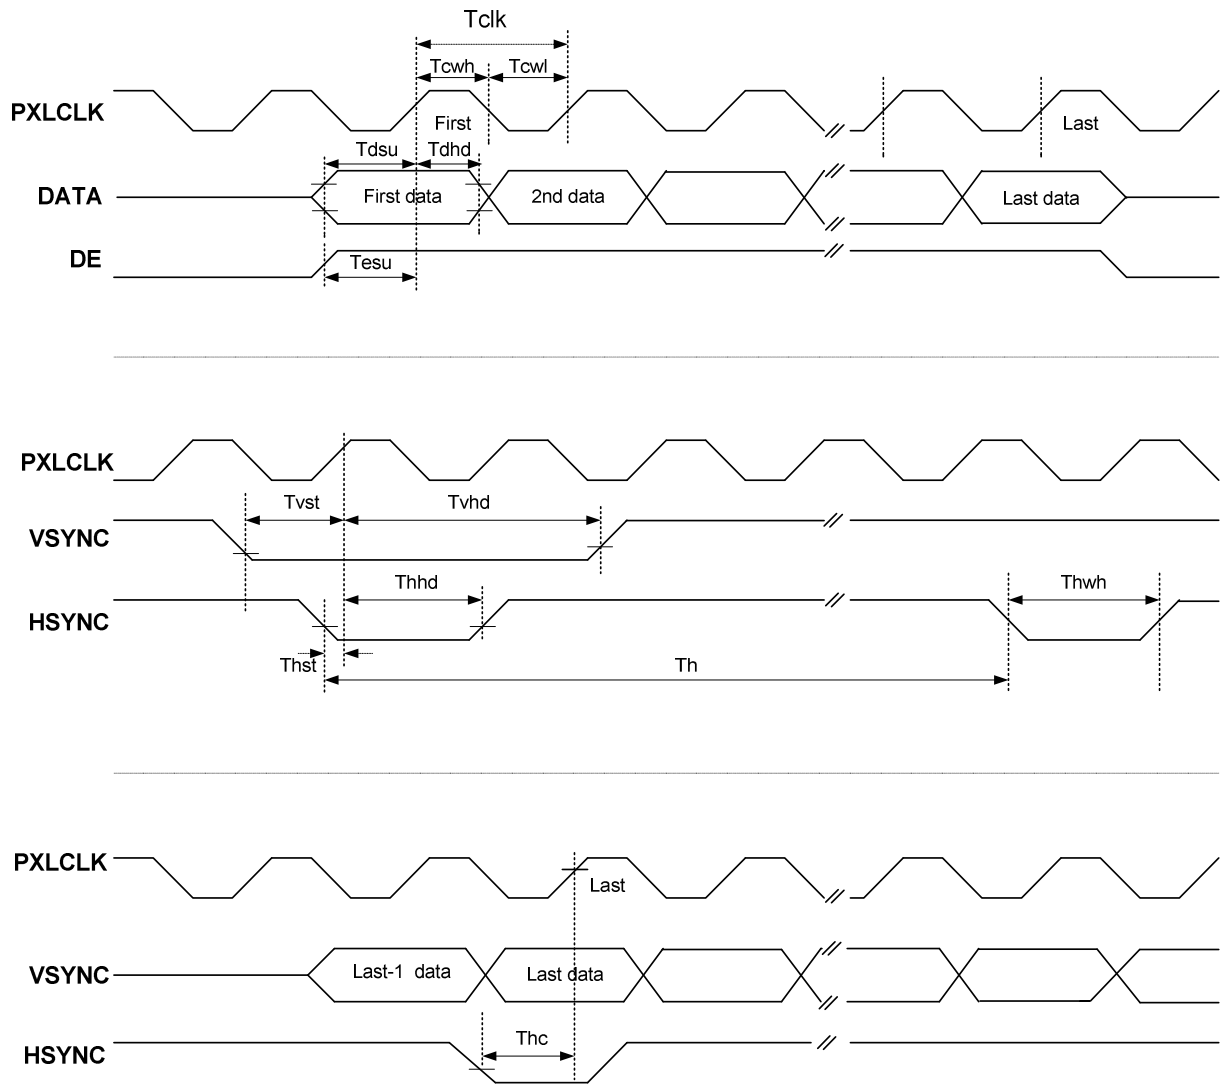 Tclk
Tcwh Tcwl
PXLCLK
First Last
Tdsu Tdhd
DATA First data 2nd data Last data
DE
Tesu
PXLCLK
Tvst Tvhd
VSYNC
Thhd Thwh
HSYNC
Thst Th
PXLCLK
Last
VSYNC Last-1 data Last data
Thc
HSYNC